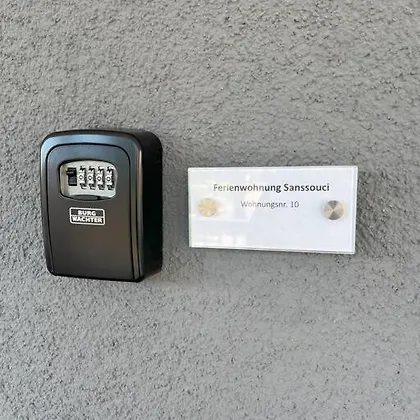 BURG
WÄCHTER
Ferienwohnung Sanssouci
Wohnungsnr. 10